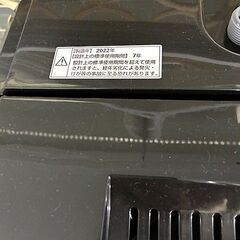 【製造年】2022年
【設計上の標準使用期間】7年
設計上の標準使用期間を超えて使用
されますと、経年劣化による発火・
けが等の事故に至る恐れがあります。